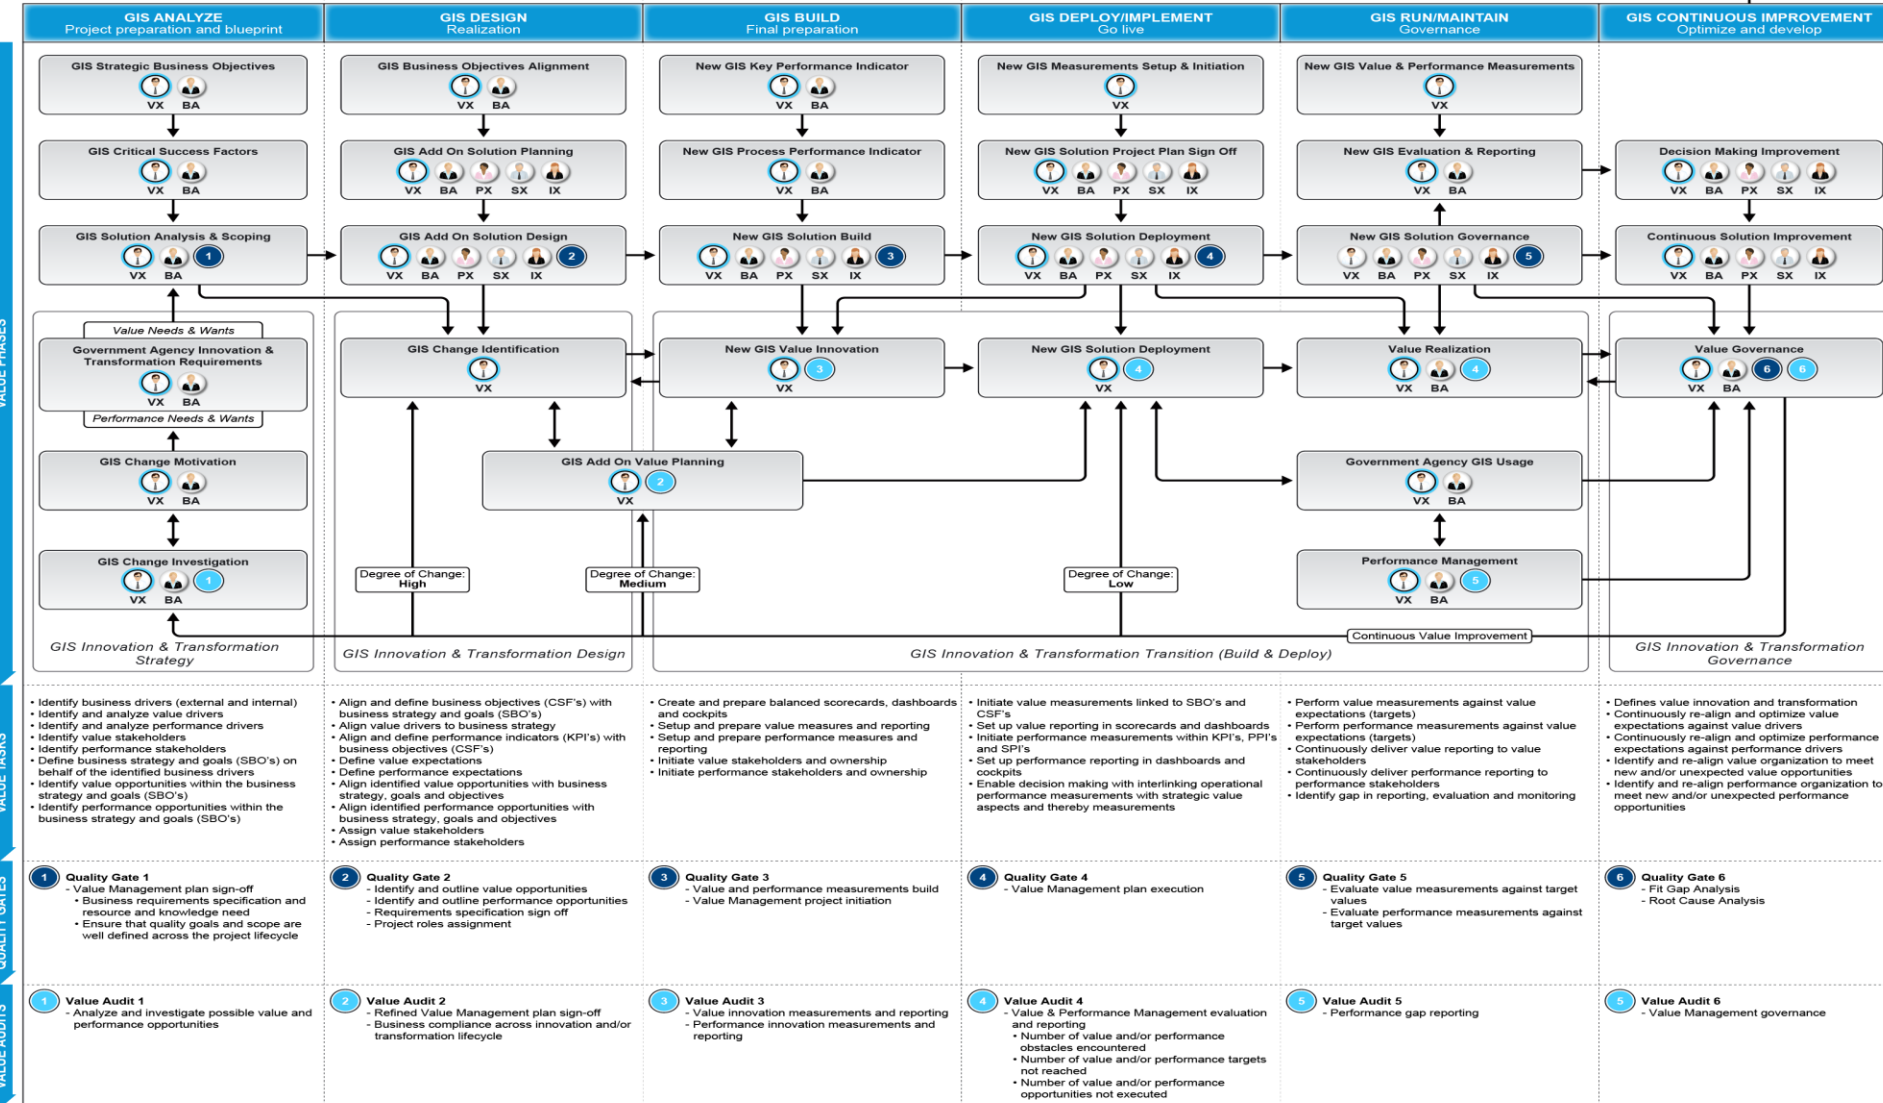 GIS ANALYZE
Project preparation and blueprint
GIS DESIGN
Realization
GIS BUILD
Final preparation
GIS DEPLOY/IMPLEMENT
Go live
GIS RUN/MAINTAIN
Governance
GIS CONTINUOUS IMPROVEMENT
Optimize and develop
VALUE PHASES
GIS Strategic Business Objectives
VX BA
GIS Business Objectives Alignment
VX BA
New GIS Key Performance Indicator
VX BA
New GIS Measurements Setup & Initiation
VX
New GIS Value & Performance Measurements
VX
GIS Critical Success Factors
VX BA
GIS Add On Solution Planning
VX BA PX SX IX
New GIS Process Performance Indicator
VX BA
New GIS Solution Project Plan Sign Off
VX BA PX SX IX
New GIS Evaluation & Reporting
VX BA
Decision Making Improvement
VX BA PX SX IX
GIS Solution Analysis & Scoping
1
VX BA
GIS Add On Solution Design
2
VX BA PX SX IX
New GIS Solution Build
3
VX BA PX SX IX
New GIS Solution Deployment
4
VX BA PX SX IX
New GIS Solution Governance
5
VX BA PX SX IX
Continuous Solution Improvement
VX BA PX SX IX
Value Needs & Wants
Government Agency Innovation &
Transformation Requirements
VX BA
Performance Needs & Wants
GIS Change Identification
VX
New GIS Value Innovation
3
VX
New GIS Solution Deployment
4
VX
Value Realization
4
VX BA
Value Governance
6 6
VX BA
GIS Change Motivation
VX BA
GIS Add On Value Planning
2
VX
Government Agency GIS Usage
VX BA
GIS Change Investigation
1
VX BA
Degree of Change:
High
Degree of Change:
Medium
Degree of Change:
Low
Performance Management
5
VX BA
Continuous Value Improvement
GIS Innovation & Transformation
Strategy
GIS Innovation & Transformation Design
GIS Innovation & Transformation Transition (Build & Deploy)
GIS Innovation & Transformation
Governance
VALUE TASKS
• Identify business drivers (external and internal)
• Identify and analyze value drivers
• Identify and analyze performance drivers
• Identify value stakeholders
• Identify performance stakeholders
• Define business strategy and goals (SBO's) on
behalf of the identified business drivers
• Identify value opportunities within the business
strategy and goals (SBO's)
• Identify performance opportunities within the
business strategy and goals (SBO's)
• Align and define business objectives (CSF's) with
business strategy and goals (SBO's)
• Align value drivers to business strategy
• Align and define performance indicators (KPI's) with
business objectives (CSF's)
• Define value expectations
• Define performance expectations
• Align identified value opportunities with business
strategy, goals and objectives
• Align identified performance opportunities with
business strategy, goals and objectives
• Assign value stakeholders
• Assign performance stakeholders
• Create and prepare balanced scorecards, dashboards
and cockpits
• Setup and prepare value measures and reporting
• Setup and prepare performance measures and
reporting
• Initiate value stakeholders and ownership
• Initiate performance stakeholders and ownership
• Initiate value measurements linked to SBO's and
CSF's
• Set up value reporting in scorecards and dashboards
• Initiate performance measurements within KPI's, PPI's
and SPI's
• Set up performance reporting in dashboards and
cockpits
• Enable decision making with interlinking operational
performance measurements with strategic value
aspects and thereby measurements
• Perform value measurements against value
expectations (targets)
• Perform performance measurements against value
expectations (targets)
• Continuously deliver value reporting to value
stakeholders
• Continuously deliver performance reporting to
performance stakeholders
• Identify gap in reporting, evaluation and monitoring
• Defines value innovation and transformation
• Continuously re-align and optimize value
expectations against value drivers
• Continuously re-align and optimize performance
expectations against performance drivers
• Identify and re-align value organization to meet
new and/or unexpected value opportunities
• Identify and re-align performance organization to
meet new and/or unexpected performance
opportunities
QUALITY GATES
1 Quality Gate 1
- Value Management plan sign-off
• Business requirements specification and
resource and knowledge need
• Ensure that quality goals and scope are
well defined across the project lifecycle
2 Quality Gate 2
- Identify and outline value opportunities
- Identify and outline performance opportunities
- Requirements specification sign off
- Project roles assignment
3 Quality Gate 3
- Value and performance measurements build
- Value Management project initiation
4 Quality Gate 4
- Value Management plan execution
5 Quality Gate 5
- Evaluate value measurements against target
values
- Evaluate performance measurements against
target values
6 Quality Gate 6
- Fit Gap Analysis
- Root Cause Analysis
VALUE AUDITS
1 Value Audit 1
- Analyze and investigate possible value and
performance opportunities
2 Value Audit 2
- Refined Value Management plan sign-off
- Business compliance across innovation and/or
transformation lifecycle
3 Value Audit 3
- Value innovation measurements and reporting
- Performance innovation measurements and
reporting
4 Value Audit 4
- Value & Performance Management evaluation
and reporting
• Number of value and/or performance
obstacles encountered
• Number of value and/or performance targets
not reached
• Number of value and/or performance
opportunities not executed
5 Value Audit 5
- Performance gap reporting
5 Value Audit 6
- Value Management governance